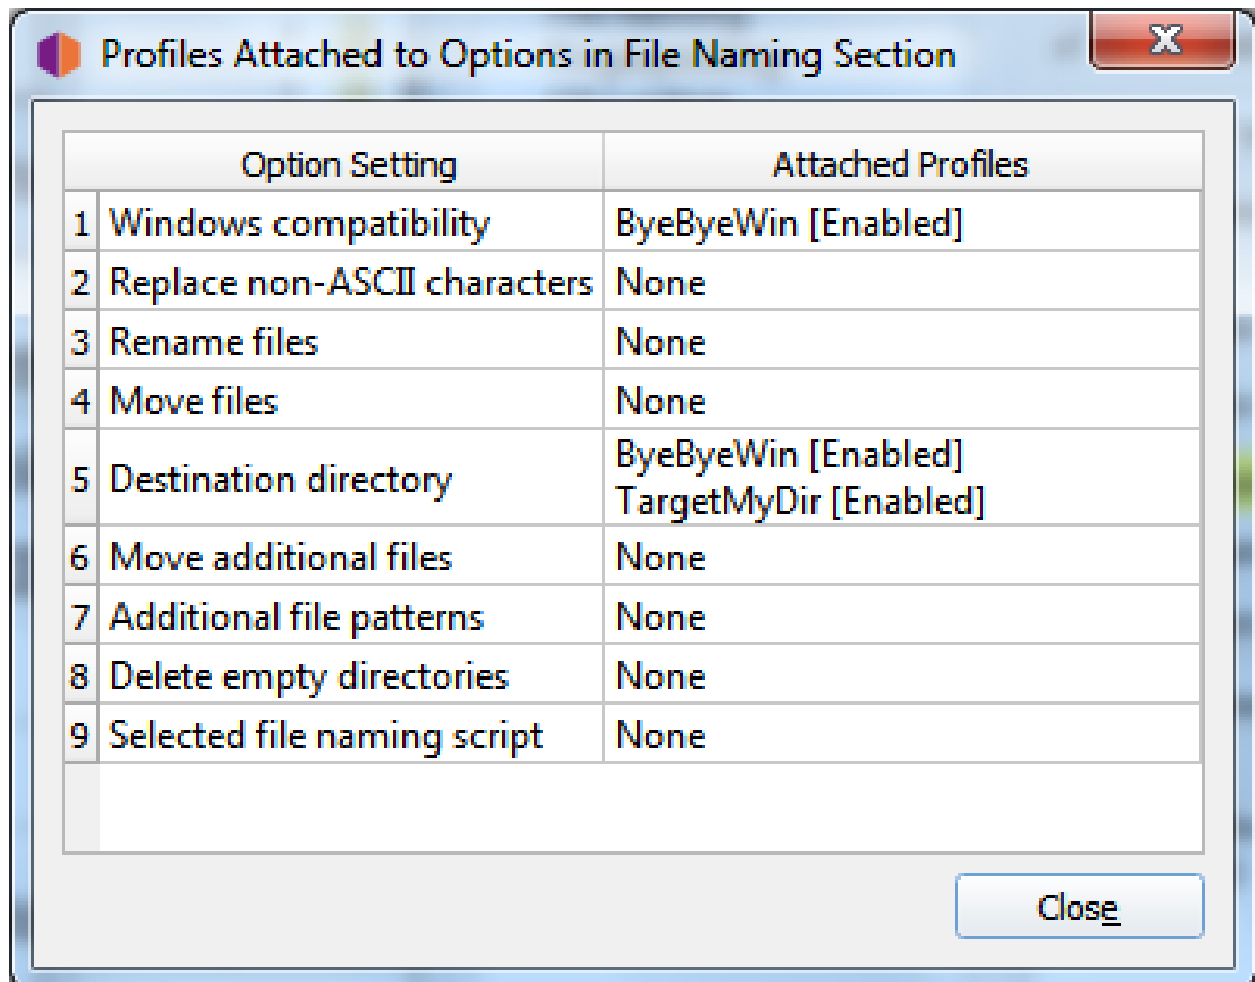 Profiles Attached to Options in File Naming Section
Option Setting Attached Profiles
1 Windows compatibility ByeByeWin [Enabled]
2 Replace non-ASCII characters None
3 Rename files None
4 Move files None
5 Destination directory ByeByeWin [Enabled]
TargetMyDir [Enabled]
6 Move additional files None
7 Additional file patterns None
8 Delete empty directories None
9 Selected file naming script None
Close